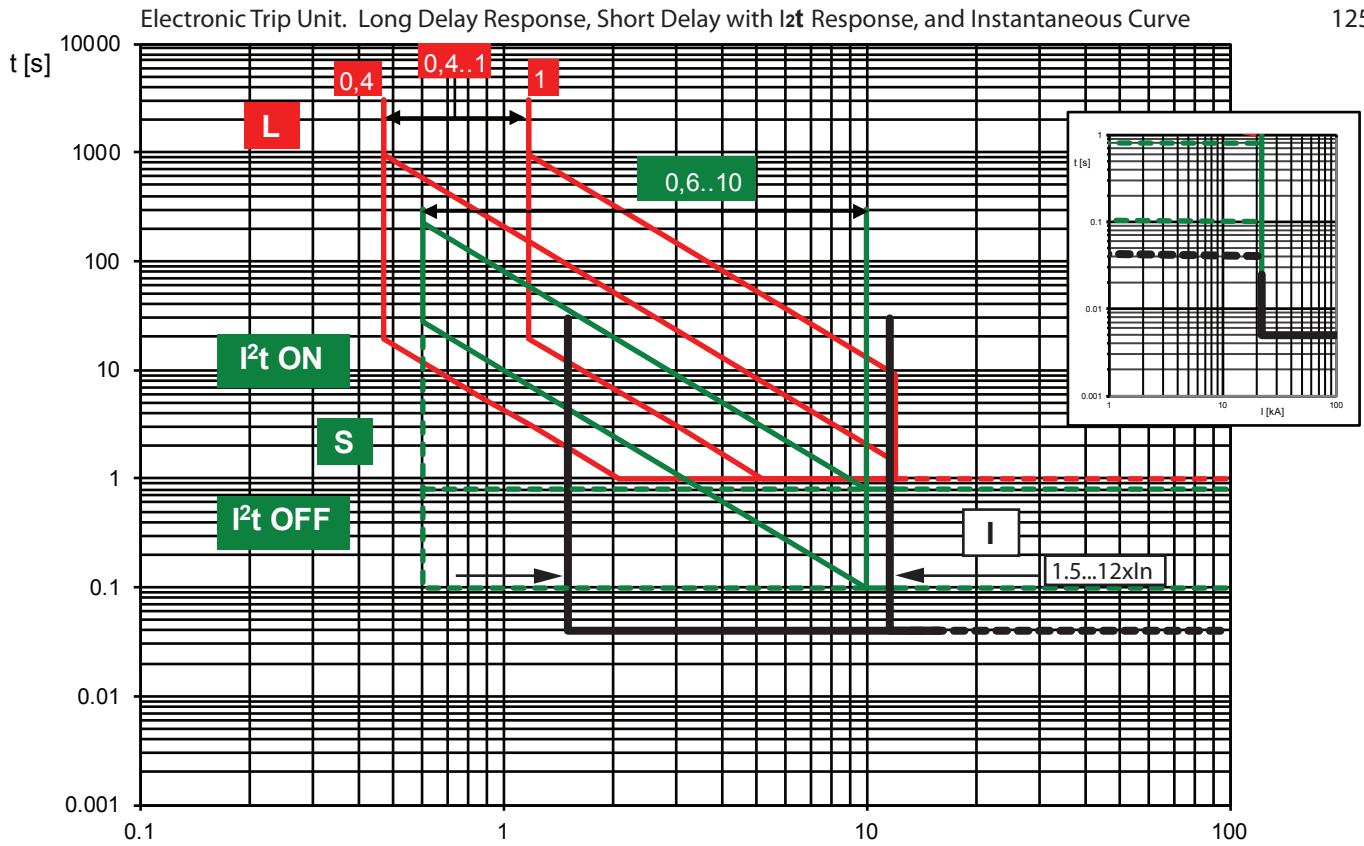 Electronic Trip Unit. Long Delay Response, Short Delay with I2t Response, and Instantaneous Curve 125
10000
t [s]
0,4
0,4..1
1
L
1000
0,6..10
100
I²t ON
10
S
1
I²t OFF
I
1.5...12xIn
0.1
0.01
0.001
0.1
1
10
100
1
t [s]
0.1
0.01
0.001
1
10
100
I [kA]